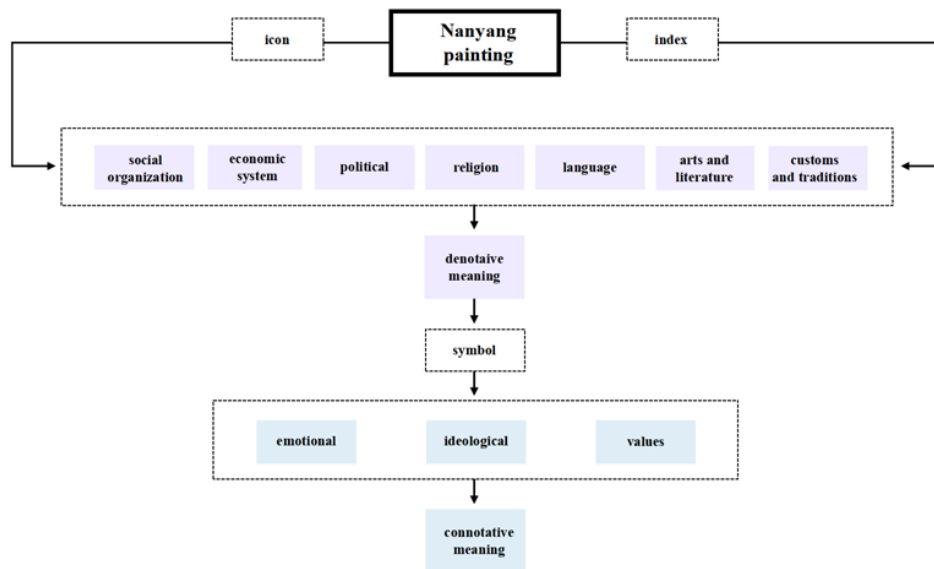 icon
Nanyang
painting
index
social
organization
economic
system
political
religion
language
arts and
literature
customs
and traditions
denotaive
meaning
symbol
emotional
ideological
values
connotative
meaning